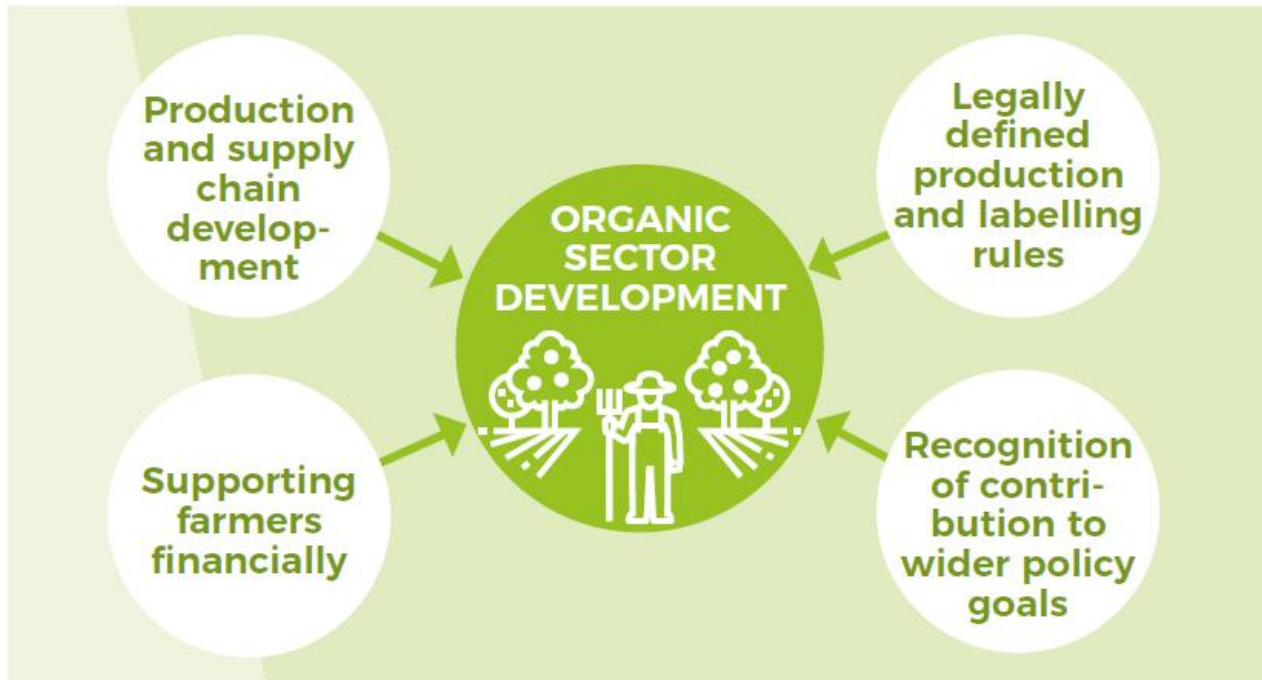 Production
and supply
chain
develop-
ment
Legally
defined
production
and labelling
rules
ORGANIC
SECTOR
DEVELOPMENT
Supporting
farmers
financially
Recognition
of contri-
bution to
wider policy
goals